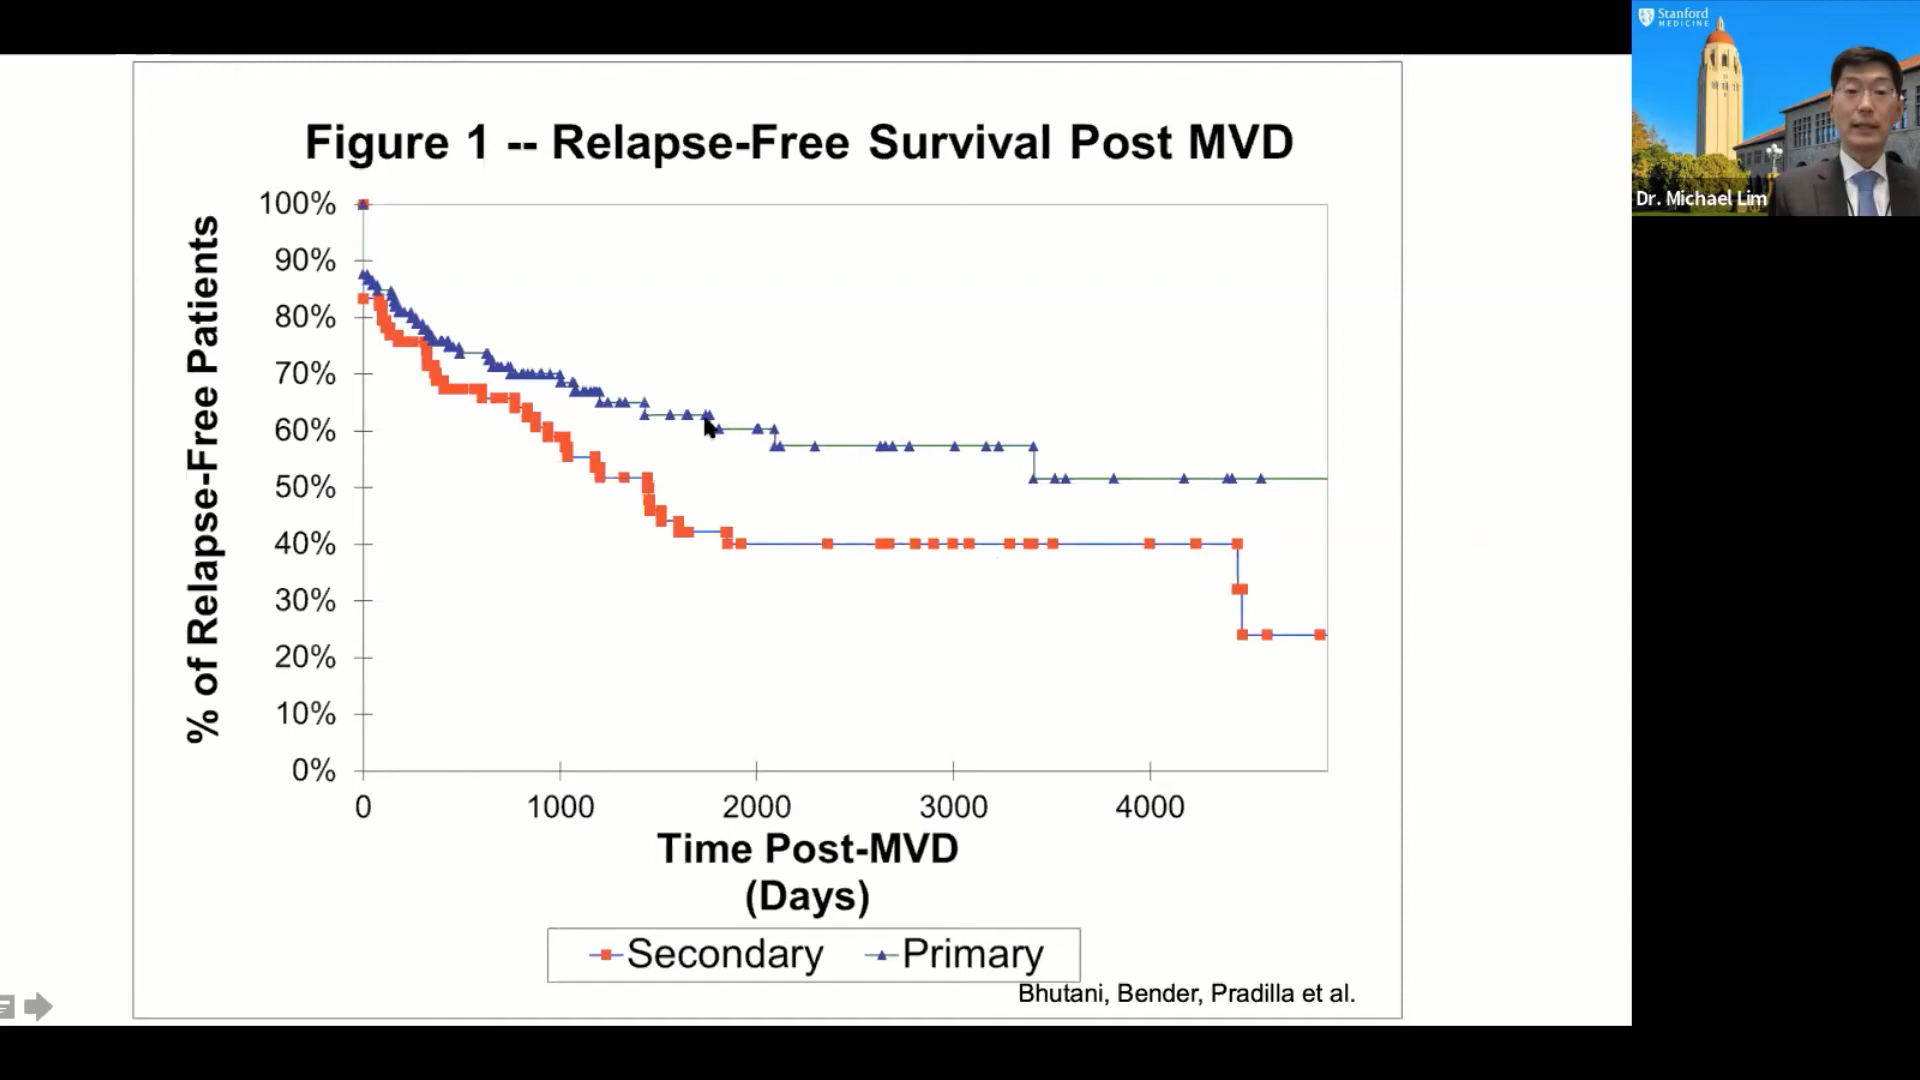 Stanford
MEDICINE
Dr. Michael Lim
Figure 1 -- Relapse-Free Survival Post MVD
% of Relapse-Free Patients
100%
90%
80%
70%
60%
50%
40%
30%
20%
10%
0%
0 1000 2000 3000 4000
Time Post-MVD
(Days)
Secondary Primary
Bhutani, Bender, Pradilla et al.